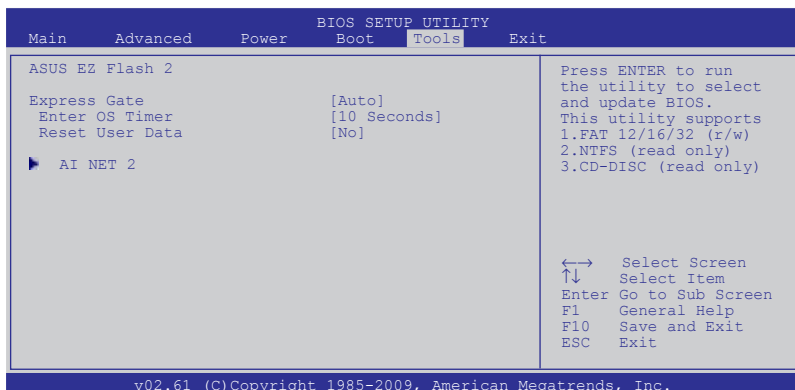 BIOS SETUP UTILITY
Main Advanced Power Boot Tools Exit
ASUS EZ Flash 2
Express Gate [Auto]
Enter OS Timer [10 Seconds]
Reset User Data [No]
AI NET 2
Press ENTER to run
the utility to select
and update BIOS.
This utility supports
1.FAT 12/16/32 (r/w)
2.NTFS (read only)
3.CD-DISC (read only)
←→ Select Screen
↑↓ Select Item
Enter Go to Sub Screen
F1 General Help
F10 Save and Exit
ESC Exit
v02.61 (C)Copyright 1985-2009, American Megatrends, Inc.